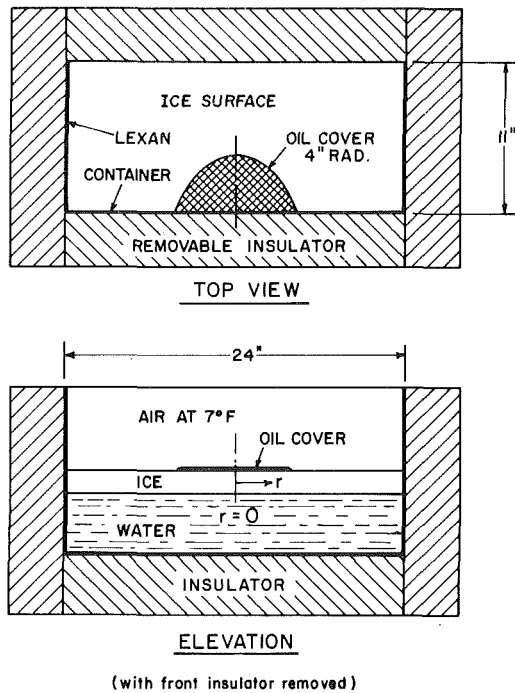 ICE SURFACE
LEXAN
OIL COVER
4" RAD.
CONTAINER
11"
REMOVABLE INSULATOR
TOP VIEW
24"
AIR AT 7°F
OIL COVER
ICE
r
r = 0
WATER
INSULATOR
ELEVATION
(with front insulator removed)